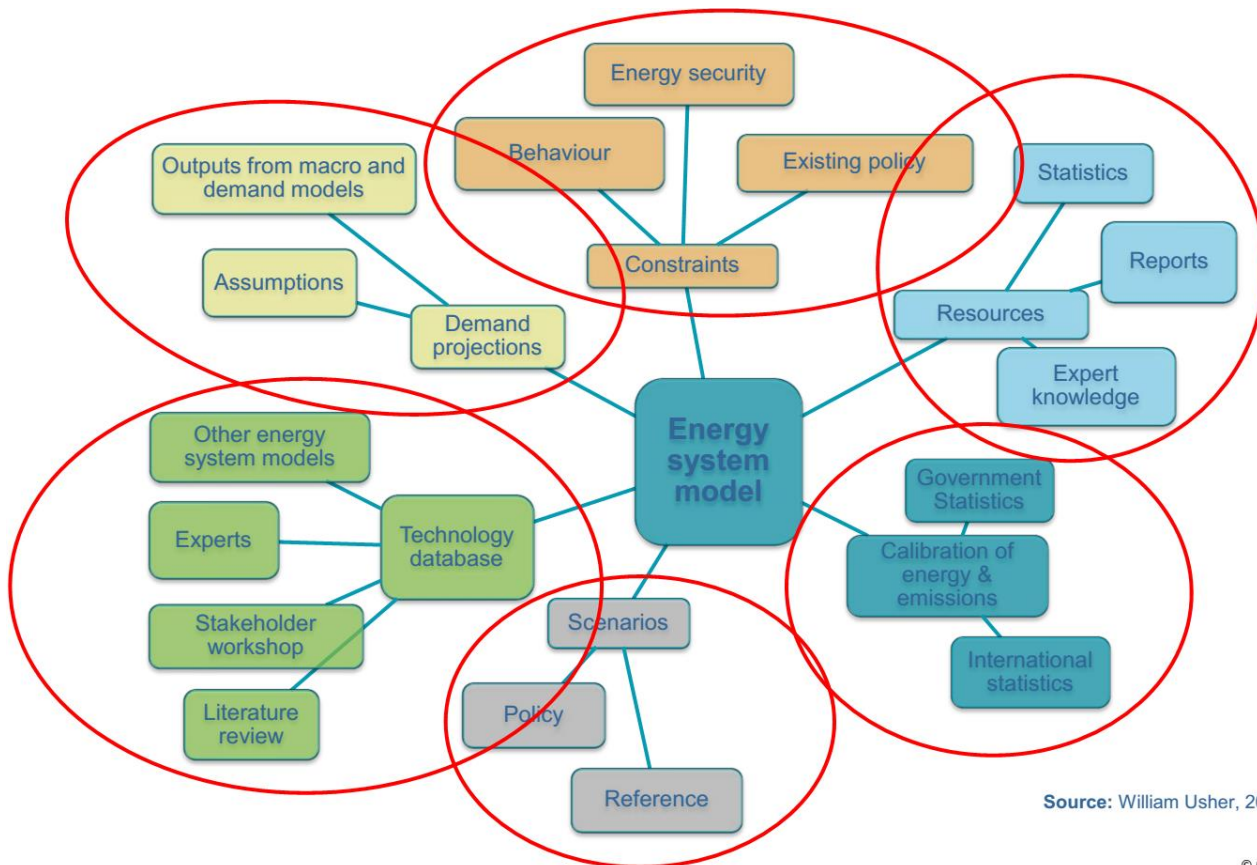 Energy security
Behaviour
Existing policy
Constraints
Outputs from macro and
demand models
Assumptions
Demand
projections
Statistics
Reports
Resources
Expert
knowledge
Energy
system
model
Other energy
system models
Experts
Technology
database
Stakeholder
workshop
Literature
review
Scenarios
Policy
Reference
Government
Statistics
Calibration of
energy &
emissions
International
statistics
Source: William Usher,
©